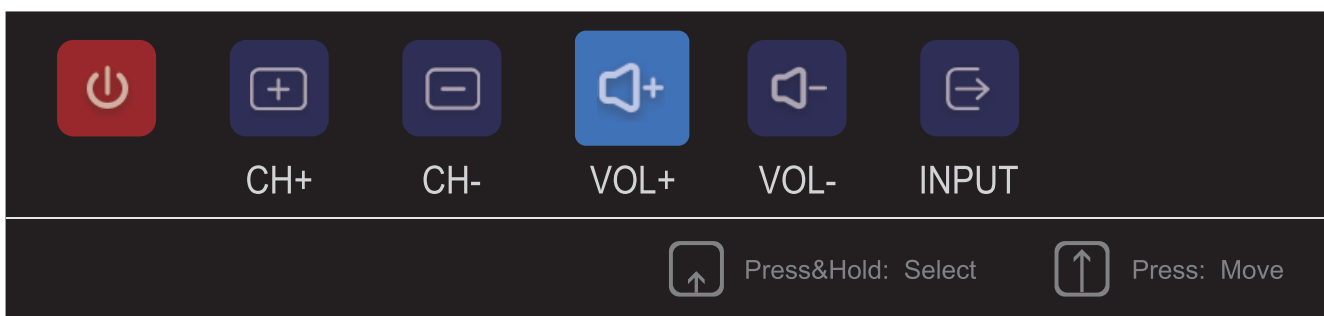 CH+ CH- VOL+ VOL- INPUT
Press&Hold: Select Press: Move